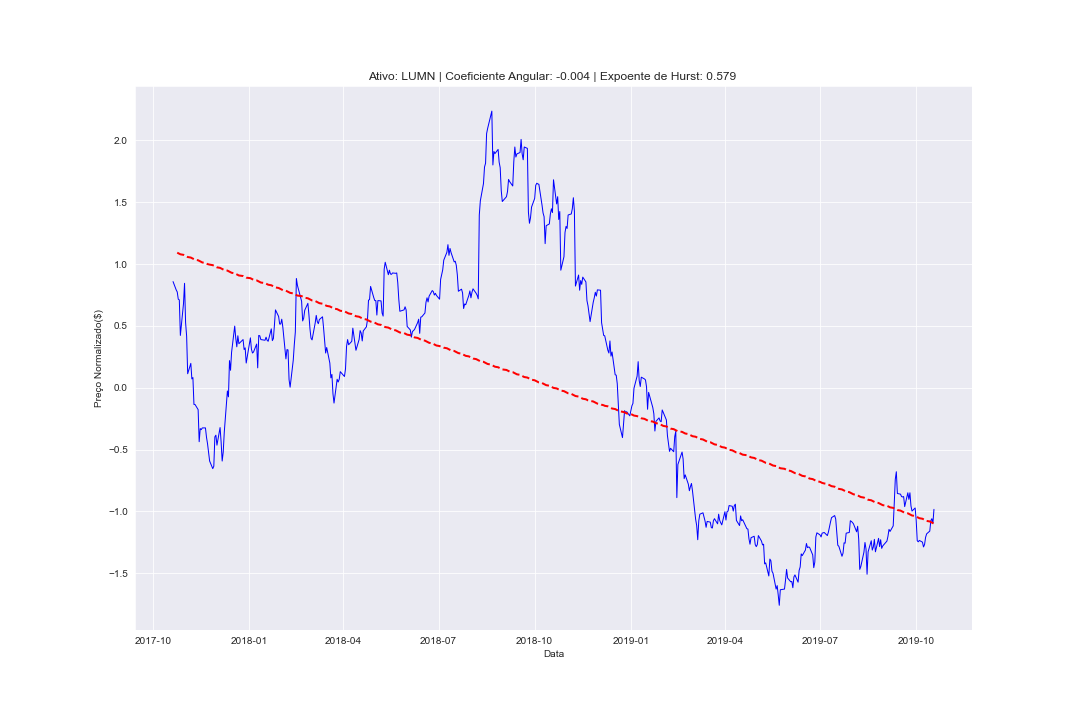 Ativo: LUMN | Coeficiente Angular: -0.004 | Expoente de Hurst: 0.579
Preço Normalizado($)
2.0
1.5
1.0
0.5
0.0
−0.5
−1.0
−1.5
2017-10 2018-01 2018-04 2018-07 2018-10 2019-01 2019-04 2019-07 2019-10
Data